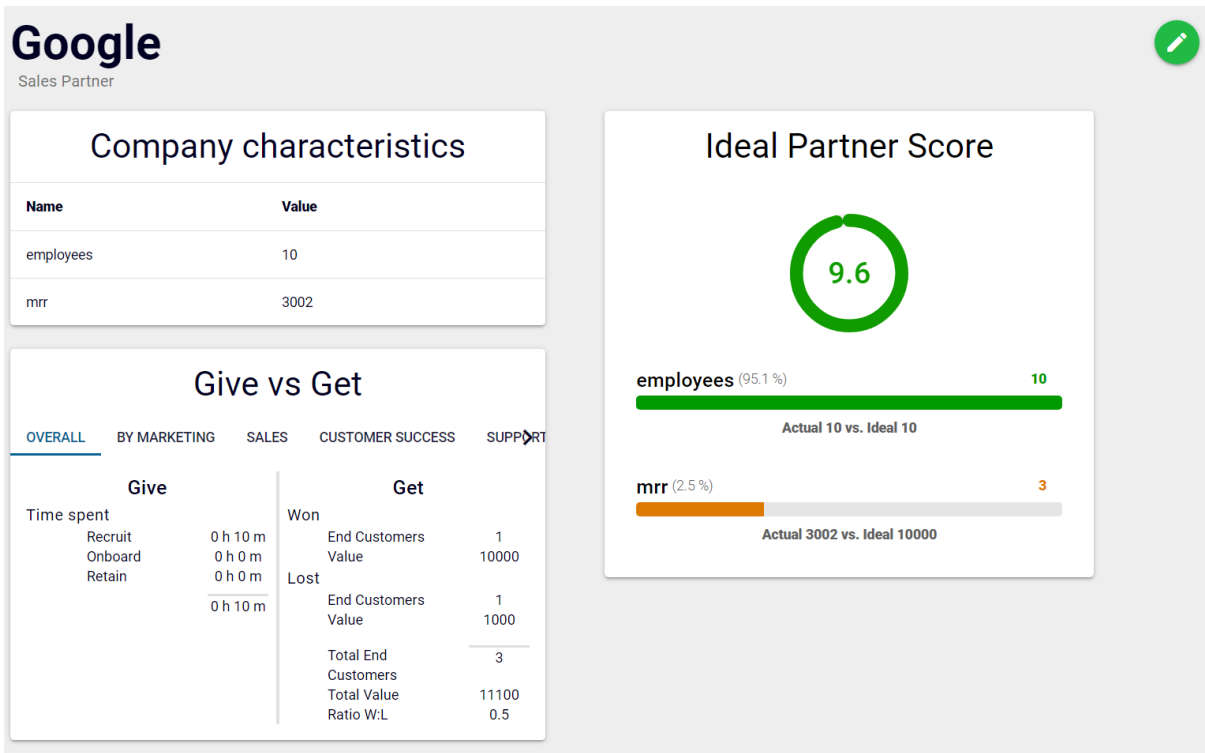 Google
Sales Partner
Company characteristics
Name Value
employees 10
mrr 3002
Give vs Get
OVERALL BY MARKETING SALES CUSTOMER SUCCESS SUPPORT
Give
Time spent
Recruit 0 h 10 m
Onboard 0 h 0 m
Retain 0 h 0 m
0 h 10 m
Get
Won
End Customers 1
Value 10000
Lost
End Customers 1
Value 1000
Total End Customers 3
Total Value 11100
Ratio W:L 0.5
Ideal Partner Score
9.6
employees (95.1 %) 10
Actual 10 vs. Ideal 10
mrr (2.5 %) 3
Actual 3002 vs. Ideal 10000